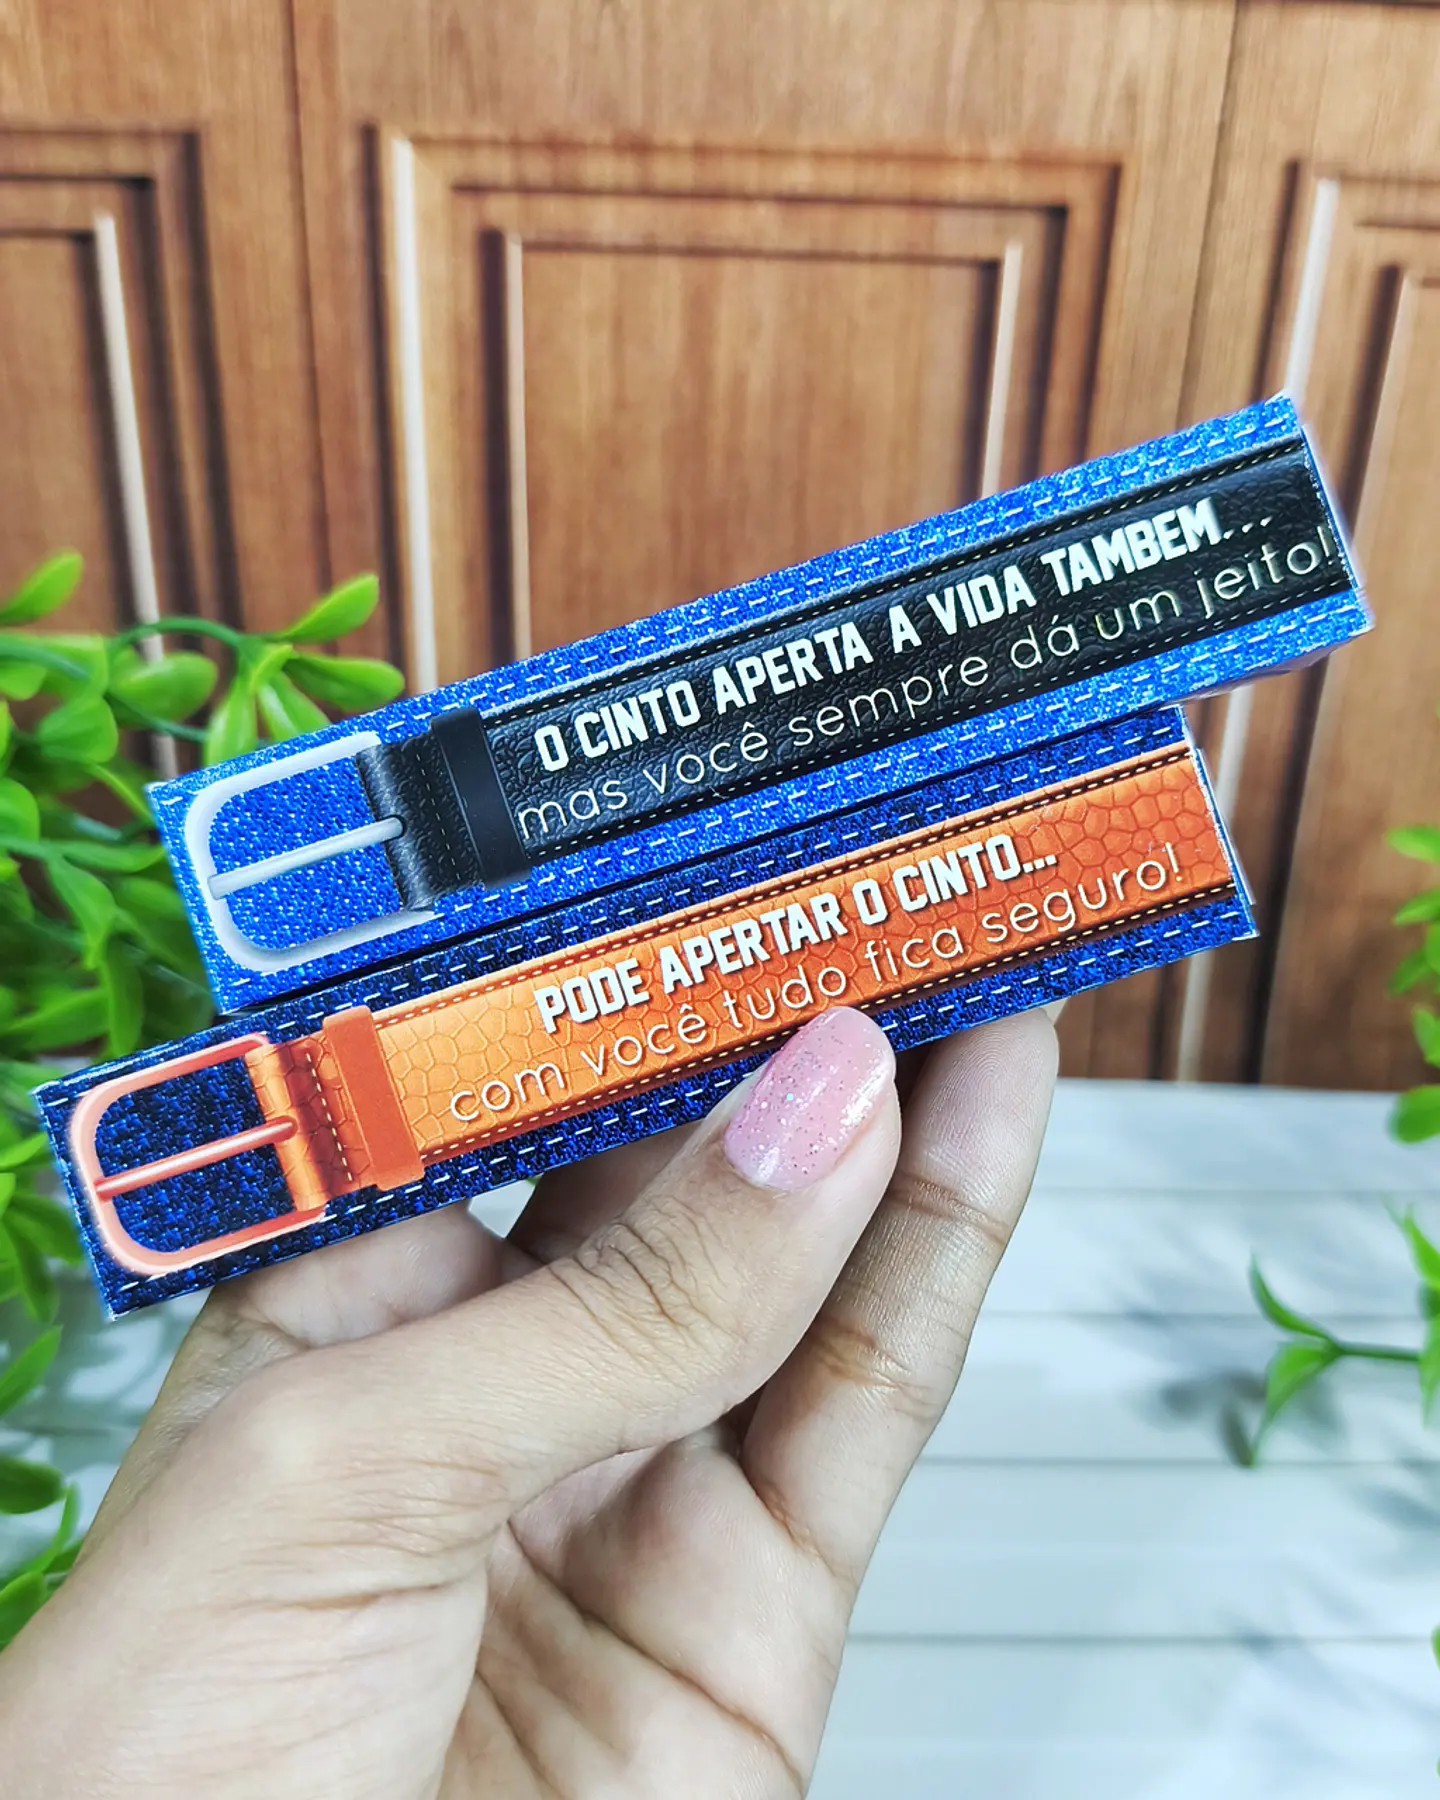 O CINTO APERTA A VIDA TAMBEM...
mas você sempre dá um jeito!
PODE APERTAR O CINTO...
com você tudo fica seguro!